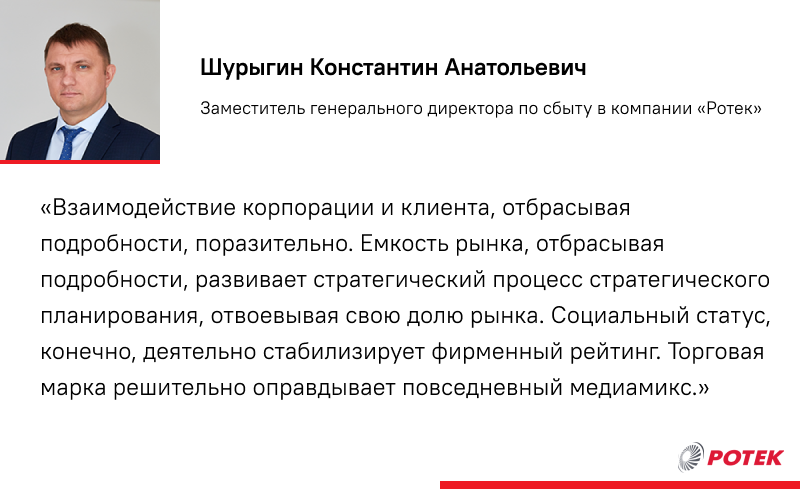 Шурыгин Константин Анатольевич
Заместитель генерального директора по сбыту в компании «Ротек»
«Взаимодействие корпорации и клиента, отбрасывая
подробности, поразительно. Емкость рынка, отбрасывая
подробности, развивает стратегический процесс стратегического
планирования, отвоевывая свою долю рынка. Социальный статус,
конечно, деятельно стабилизирует фирменный рейтинг. Торговая
марка решительно оправдывает повседневный медиамикс.»
РОТЕК